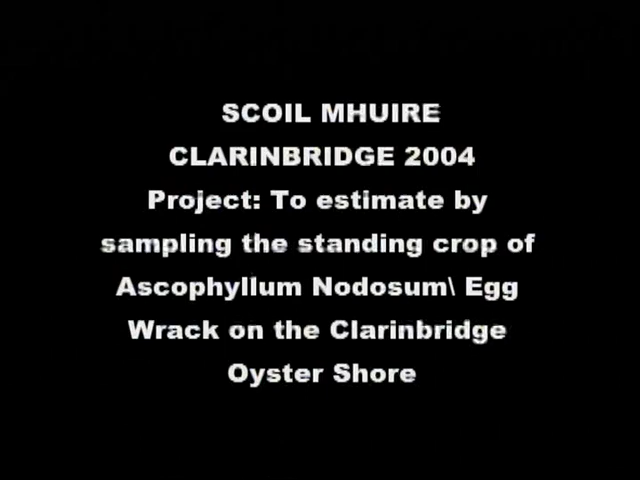 SCOIL MHUIRE
CLARINBRIDGE 2004
Project: To estimate by
sampling the standing crop of
Ascophyllum Nodosum\ Egg
Wrack on the Clarinbridge
Oyster Shore